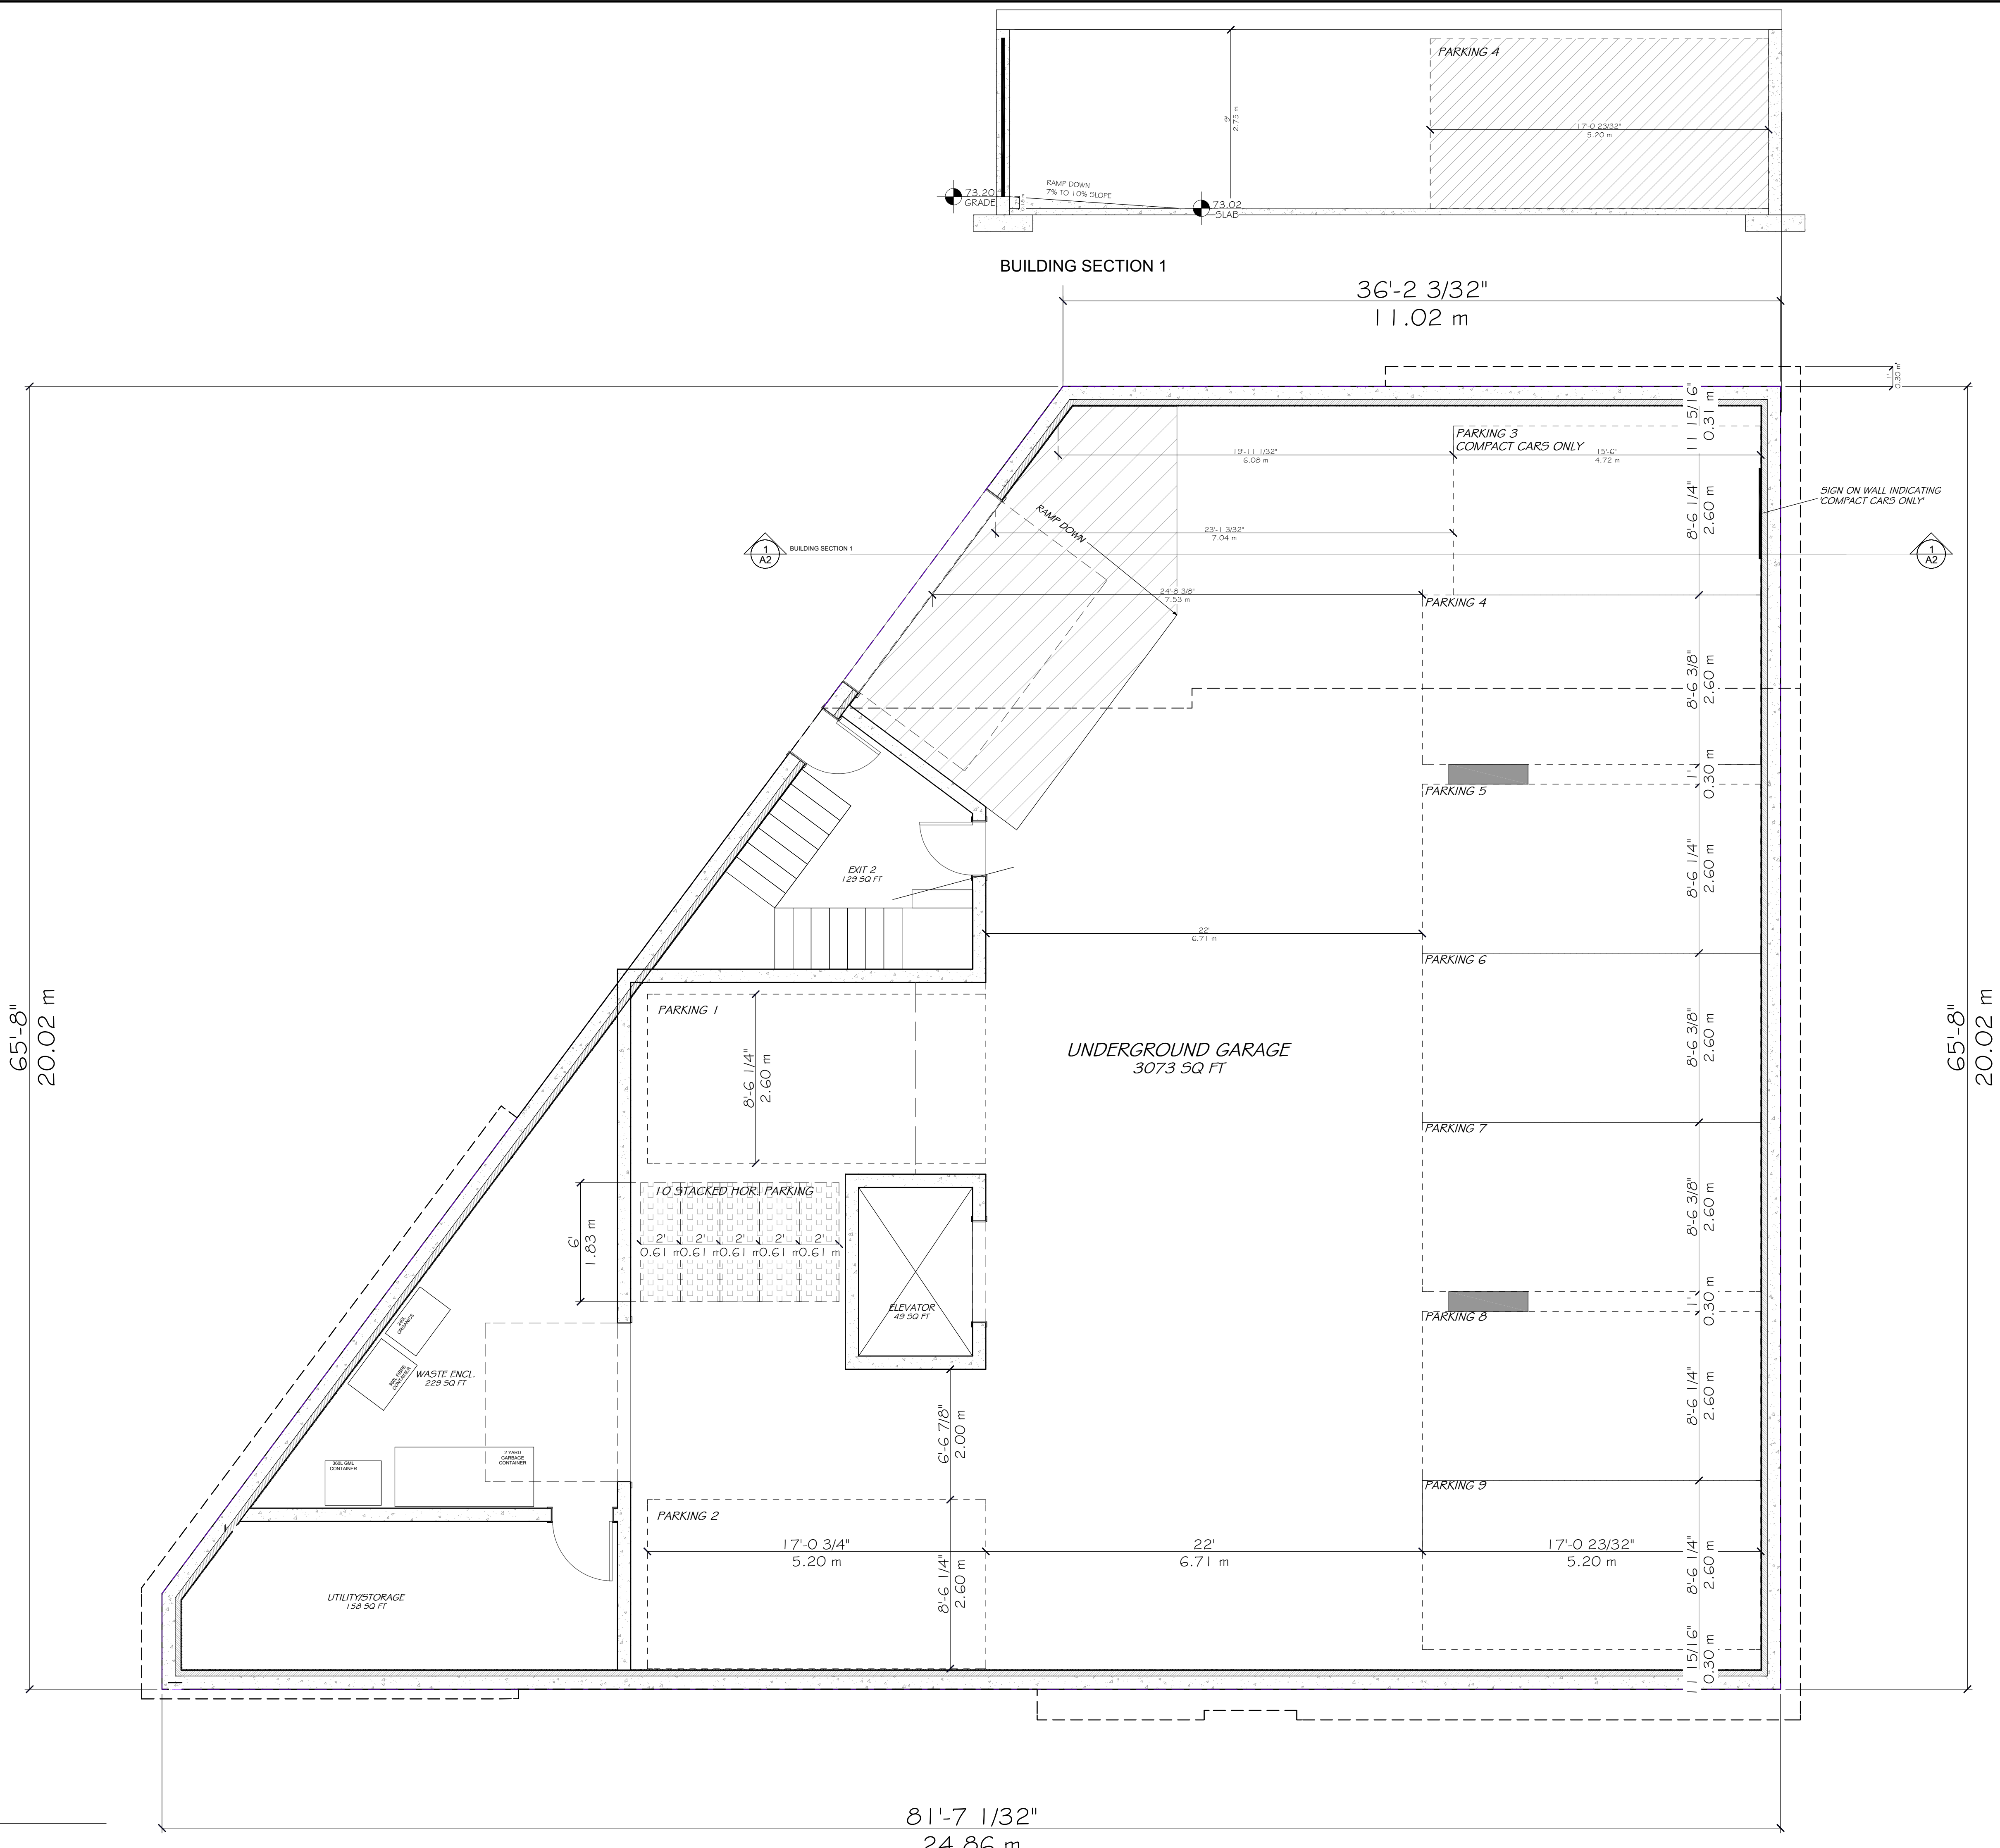 PARKING 4
9'
2.75 m
17'-0 23/32"
5.20 m
73.20
GRADE
RAMP DOWN
7% TO 10% SLOPE
73.02
SLAB
BUILDING SECTION 1
36'-2 3/32"
11.02 m
1'
0.30 m
11 15/16"
0.31 m
PARKING 3
COMPACT CARS ONLY
19'-11 1/32"
6.08 m
15'-6"
4.72 m
SIGN ON WALL INDICATING
'COMPACT CARS ONLY'
8'-6 1/4"
2.60 m
RAMP DOWN
23'-1 3/32"
7.04 m
1
A2
BUILDING SECTION 1
1
A2
24'-8 3/8"
7.53 m
PARKING 4
8'-6 3/8"
2.60 m
1'
0.30 m
PARKING 5
8'-6 1/4"
2.60 m
EXIT 2
129 SQ FT
22'
6.71 m
PARKING 6
PARKING 1
8'-6 1/4"
2.60 m
65'-8"
20.02 m
UNDERGROUND GARAGE
3073 SQ FT
8'-6 3/8"
2.60 m
65'-8"
20.02 m
PARKING 7
10 STACKED HOR. PARKING
6'
1.83 m
2' 2' 2' 2' 2'
0.61 m 0.61 m 0.61 m 0.61 m 0.61 m
8'-6 3/8"
2.60 m
ELEVATOR
49 SQ FT
1'
0.30 m
PARKING 8
240L
ORGANICS
360L FIBRE
CONTAINER
WASTE ENCL.
229 SQ FT
8'-6 1/4"
2.60 m
6'-6 7/8"
2.00 m
2 YARD
GARBAGE
CONTAINER
360L GML
CONTAINER
PARKING 9
PARKING 2
17'-0 3/4"
5.20 m
22'
6.71 m
17'-0 23/32"
5.20 m
8'-6 1/4"
2.60 m
8'-6 1/4"
2.60 m
UTILITY/STORAGE
158 SQ FT
11 15/16"
0.30 m
81'-7 1/32"
24.86 m